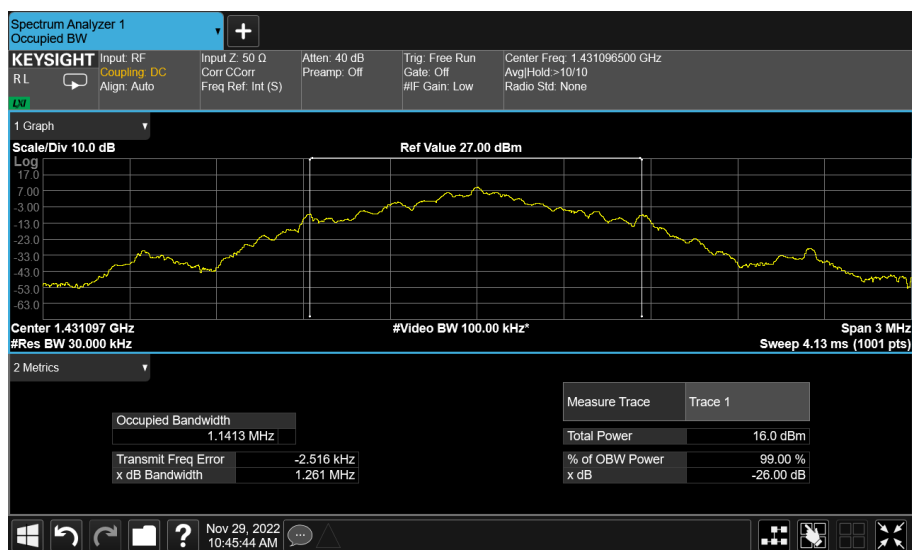 Spectrum Analyzer 1
Occupied BW
KEYSIGHT
R L
LXI
Input: RF
Coupling: DC
Align: Auto
Input Z: 50 Ω
Corr CCorr
Freq Ref: Int (S)
Atten: 40 dB
Preamp: Off
Trig: Free Run
Gate: Off
#IF Gain: Low
Center Freq: 1.431096500 GHz
Avg|Hold:>10/10
Radio Std: None
1 Graph
Scale/Div 10.0 dB
Ref Value 27.00 dBm
Log
17.0
7.00
-3.00
-13.0
-23.0
-33.0
-43.0
-53.0
-63.0
Center 1.431097 GHz
#Video BW 100.00 kHz*
Span 3 MHz
#Res BW 30.000 kHz
Sweep 4.13 ms (1001 pts)
2 Metrics
Measure Trace Trace 1
Occupied Bandwidth
1.1413 MHz
Total Power 16.0 dBm
Transmit Freq Error -2.516 kHz
% of OBW Power 99.00 %
x dB Bandwidth 1.261 MHz
x dB -26.00 dB
?
Nov 29, 2022
10:45:44 AM